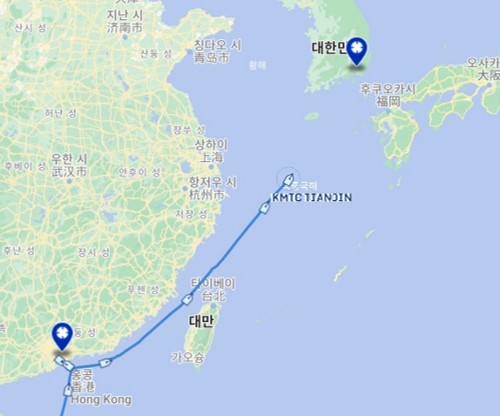 지난 시
济南市
산시 성
산둥 성
칭다오 시
青岛市
대한민
황해
오사카
大阪
후쿠오카시
福岡
허난 성
장쑤 성
상하이
上海
우한 시
武汉市
후베이 성
안후이 성
항저우 시
杭州市
저장 성
KMTC TIANJIN
장시 성
푸젠 성
타이베이
台北
대만
가오슝
둥 성
홍콩
香港
Hong Kong